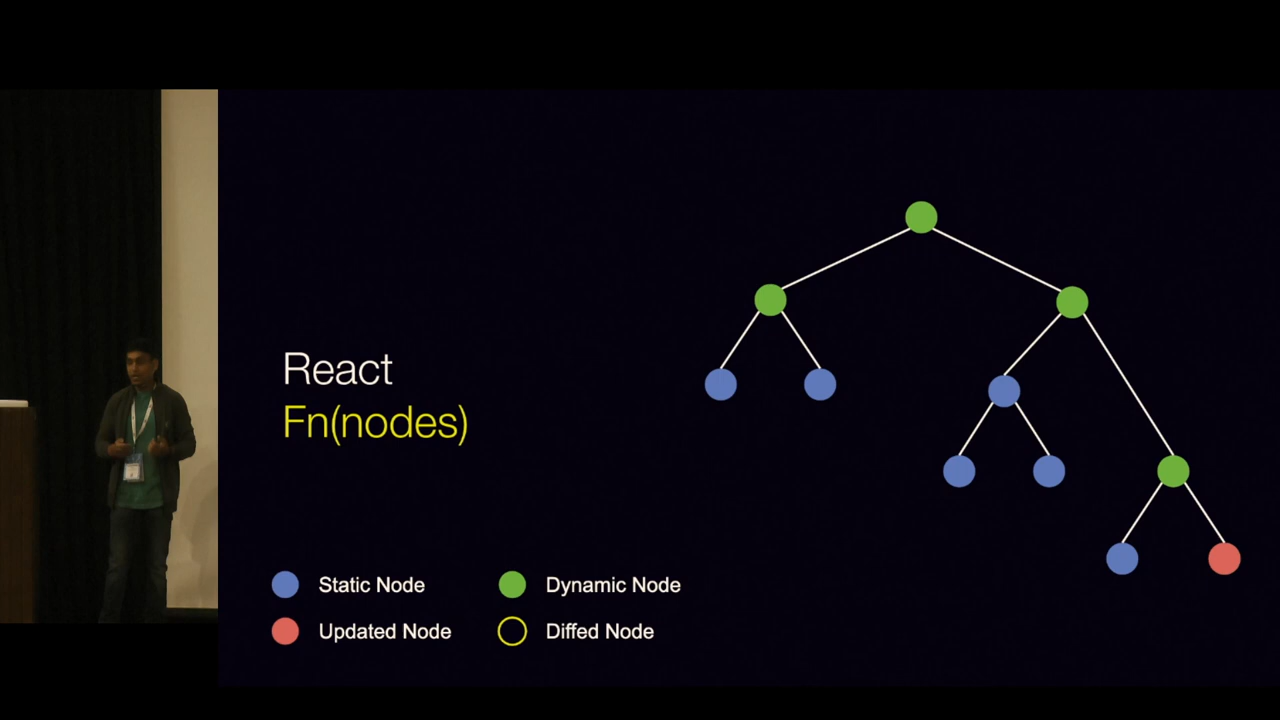 React
Fn(nodes)
Static Node
Dynamic Node
Updated Node
Diffed Node